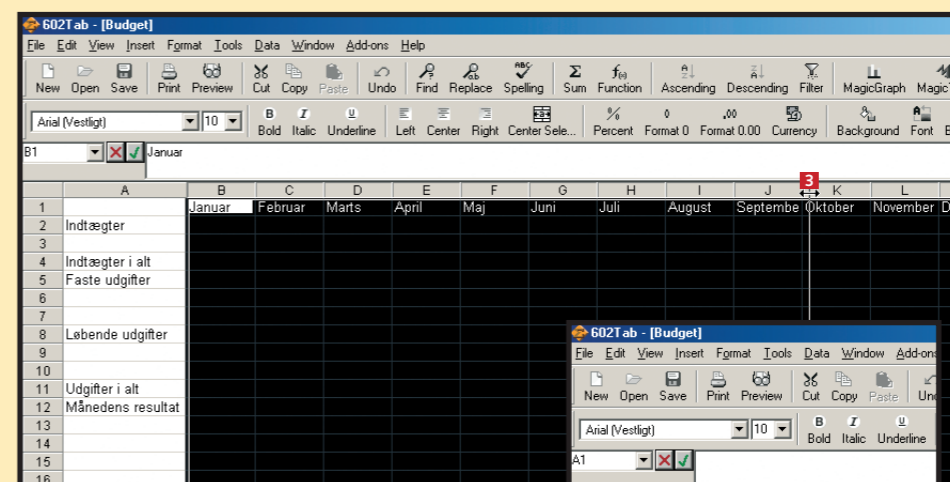 602Tab - [Budget]
File Edit View Insert Format Tools Data Window Add-ons Help
New Open Save Print Preview Cut Copy Paste Undo Find Replace Spelling Sum Function Ascending Descending Filter MagicGraph
Arial (Vestligt) 10 Bold Italic Underline Left Center Right Center Sele... Percent Format 0 Format 0.00 Currency Background Font
B1 Januar
3
A B C D E F G H I J K L
1 Januar Februar Marts April Maj Juni Juli August Septembe Oktober November D
2 Indtægter
3
4 Indtægter i alt
5 Faste udgifter
6
7
8 Løbende udgifter
9
10
11 Udgifter i alt
12 Månedens resultat
13
14
15
16
602Tab - [Budget]
File Edit View Insert Format Tools Data Window Add-ons
New Open Save Print Preview Cut Copy Paste
Arial (Vestligt) 10 Bold Italic Underline
A1